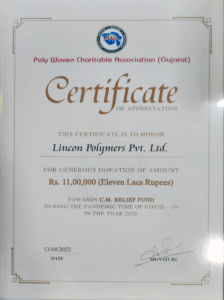 Poly Woven Charitable Association (Gujarat)
Certificate
OF APPRECIATION
THIS CERTIFICATE IS TO HONOR
Lincon Polymers Pvt. Ltd.
FOR GENEROUS DONATION OF AMOUNT
Rs. 11,00,000 (Eleven Lacs Rupees)
TOWARDS C.M. RELIEF FUND
DURING THE PANDEMIC TIME OF COVID - 19
IN THE YEAR 2020
13/04/2022
DATE
SIGNATURE